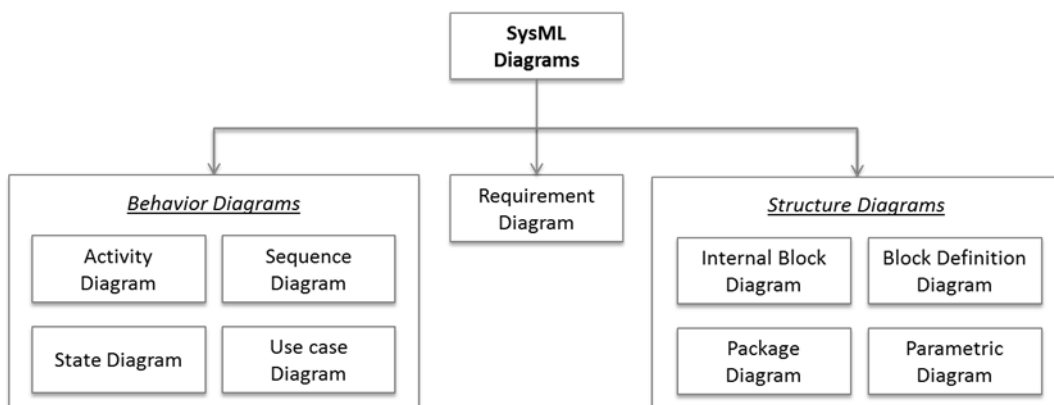 SysML
Diagrams
Behavior Diagrams
Activity
Diagram
Sequence
Diagram
State Diagram
Use case
Diagram
Requirement
Diagram
Structure Diagrams
Internal Block
Diagram
Block Definition
Diagram
Package
Diagram
Parametric
Diagram